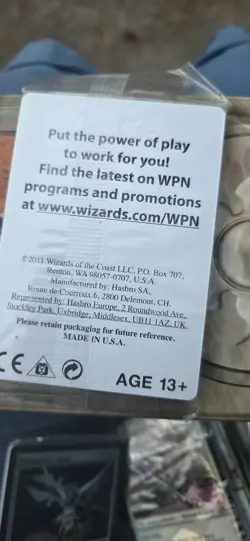 Put the power of play
to work for you!
Find the latest on WPN
programs and promotions
at www.wizards.com/WPN
©2011 Wizards of the Coast LLC, P.O. Box 707,
Renton, WA 98057-0707, U.S.A.
Manufactured by: Hasbro SA,
Route de Courroux 6, 2800 Delemont, CH.
Represented by: Hasbro Europe, 2 Roundwood Ave,
Stockley Park, Uxbridge, Middlesex, UB11 1AZ, UK.
Please retain packaging for future reference.
MADE IN U.S.A.
CE
AGE 13+